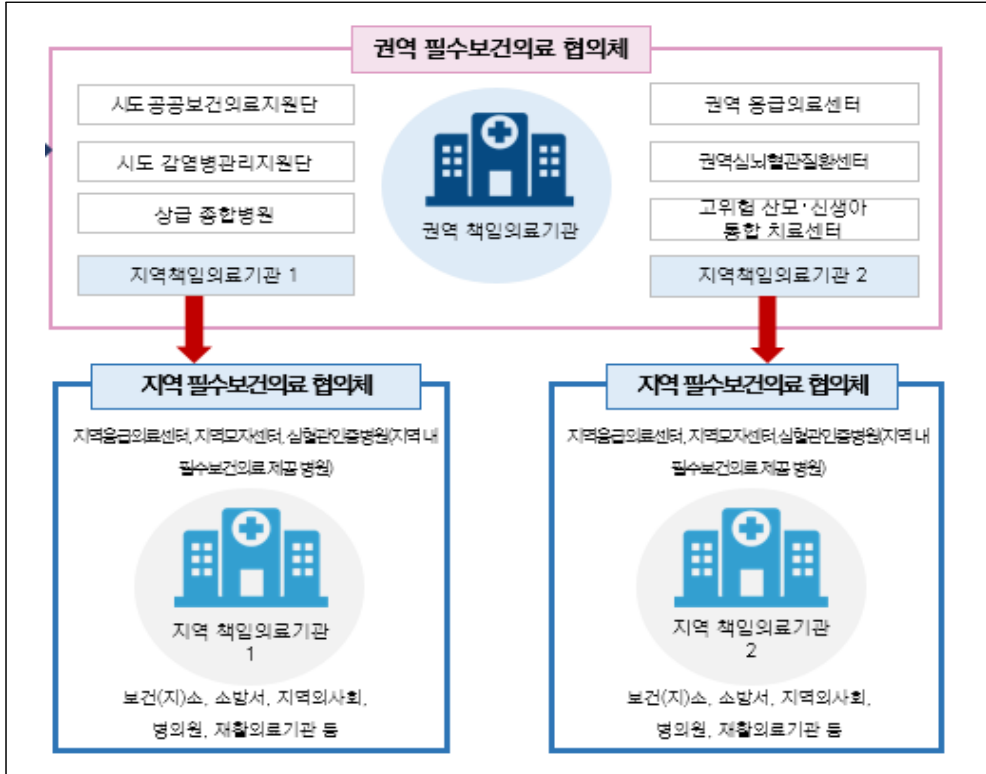 권역 필수보건의료 협의체
시도공공보건의료지원단
시도 감염병관리지원단
상급 종합병원
지역책임의료기관 1
권역 책임의료기관
권역 응급의료센터
권역심뇌혈관질환센터
고위험 산모·신생아
통합 치료센터
지역책임의료기관 2
지역 필수보건의료 협의체
지역응급의료센터, 지역모자센터, 심혈관인증병원(지역 내
필수보건의료 제공 병원)
지역 책임의료기관
1
보건(지)소, 소방서, 지역의사회,
병의원, 재활의료기관 등
지역 필수보건의료 협의체
지역응급의료센터, 지역모자센터,심혈관인증병원(지역 내
필수보건의료 제공 병원)
지역 책임의료기관
2
보건(지)소, 소방서, 지역의사회,
병의원, 재활의료기관 등